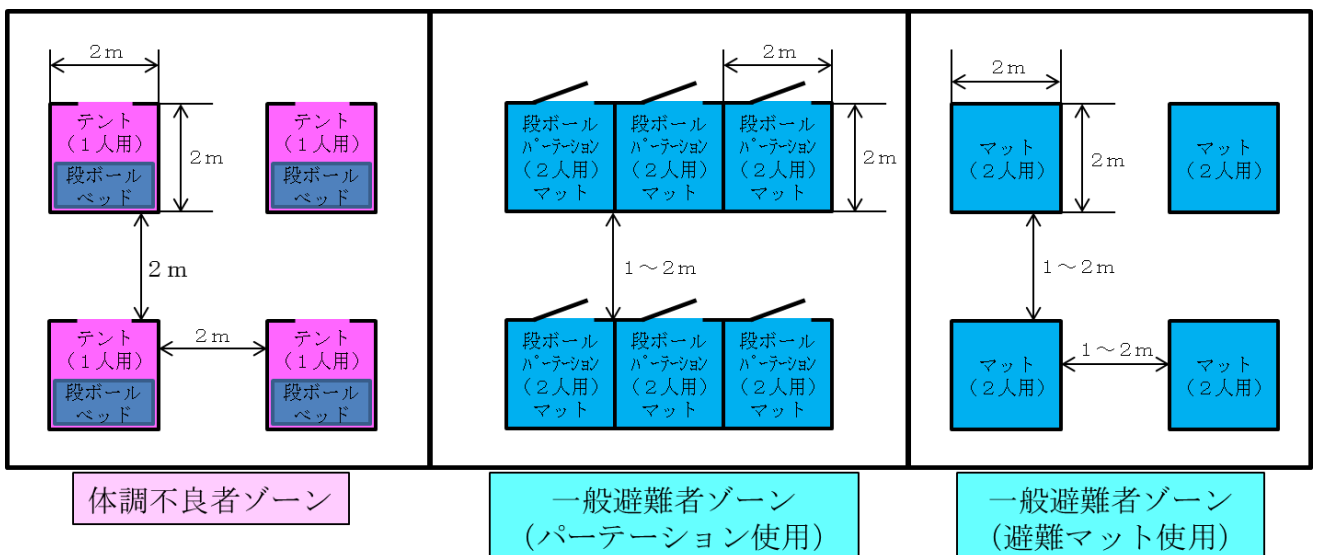 2m
テント
(1人用)
段ボール
ベッド
2m
テント
(1人用)
段ボール
ベッド
2m
テント
(1人用)
段ボール
ベッド
2m
テント
(1人用)
段ボール
ベッド
体調不良者ゾーン
2m
段ボール
パーテーション
(2人用)
マット
段ボール
パーテーション
(2人用)
マット
段ボール
パーテーション
(2人用)
マット
2m
1~2m
段ボール
パーテーション
(2人用)
マット
段ボール
パーテーション
(2人用)
マット
段ボール
パーテーション
(2人用)
マット
一般避難者ゾーン
(パーテーション使用)
2m
マット
(2人用)
2m
マット
(2人用)
1~2m
マット
(2人用)
1~2m
マット
(2人用)
一般避難者ゾーン
(避難マット使用)